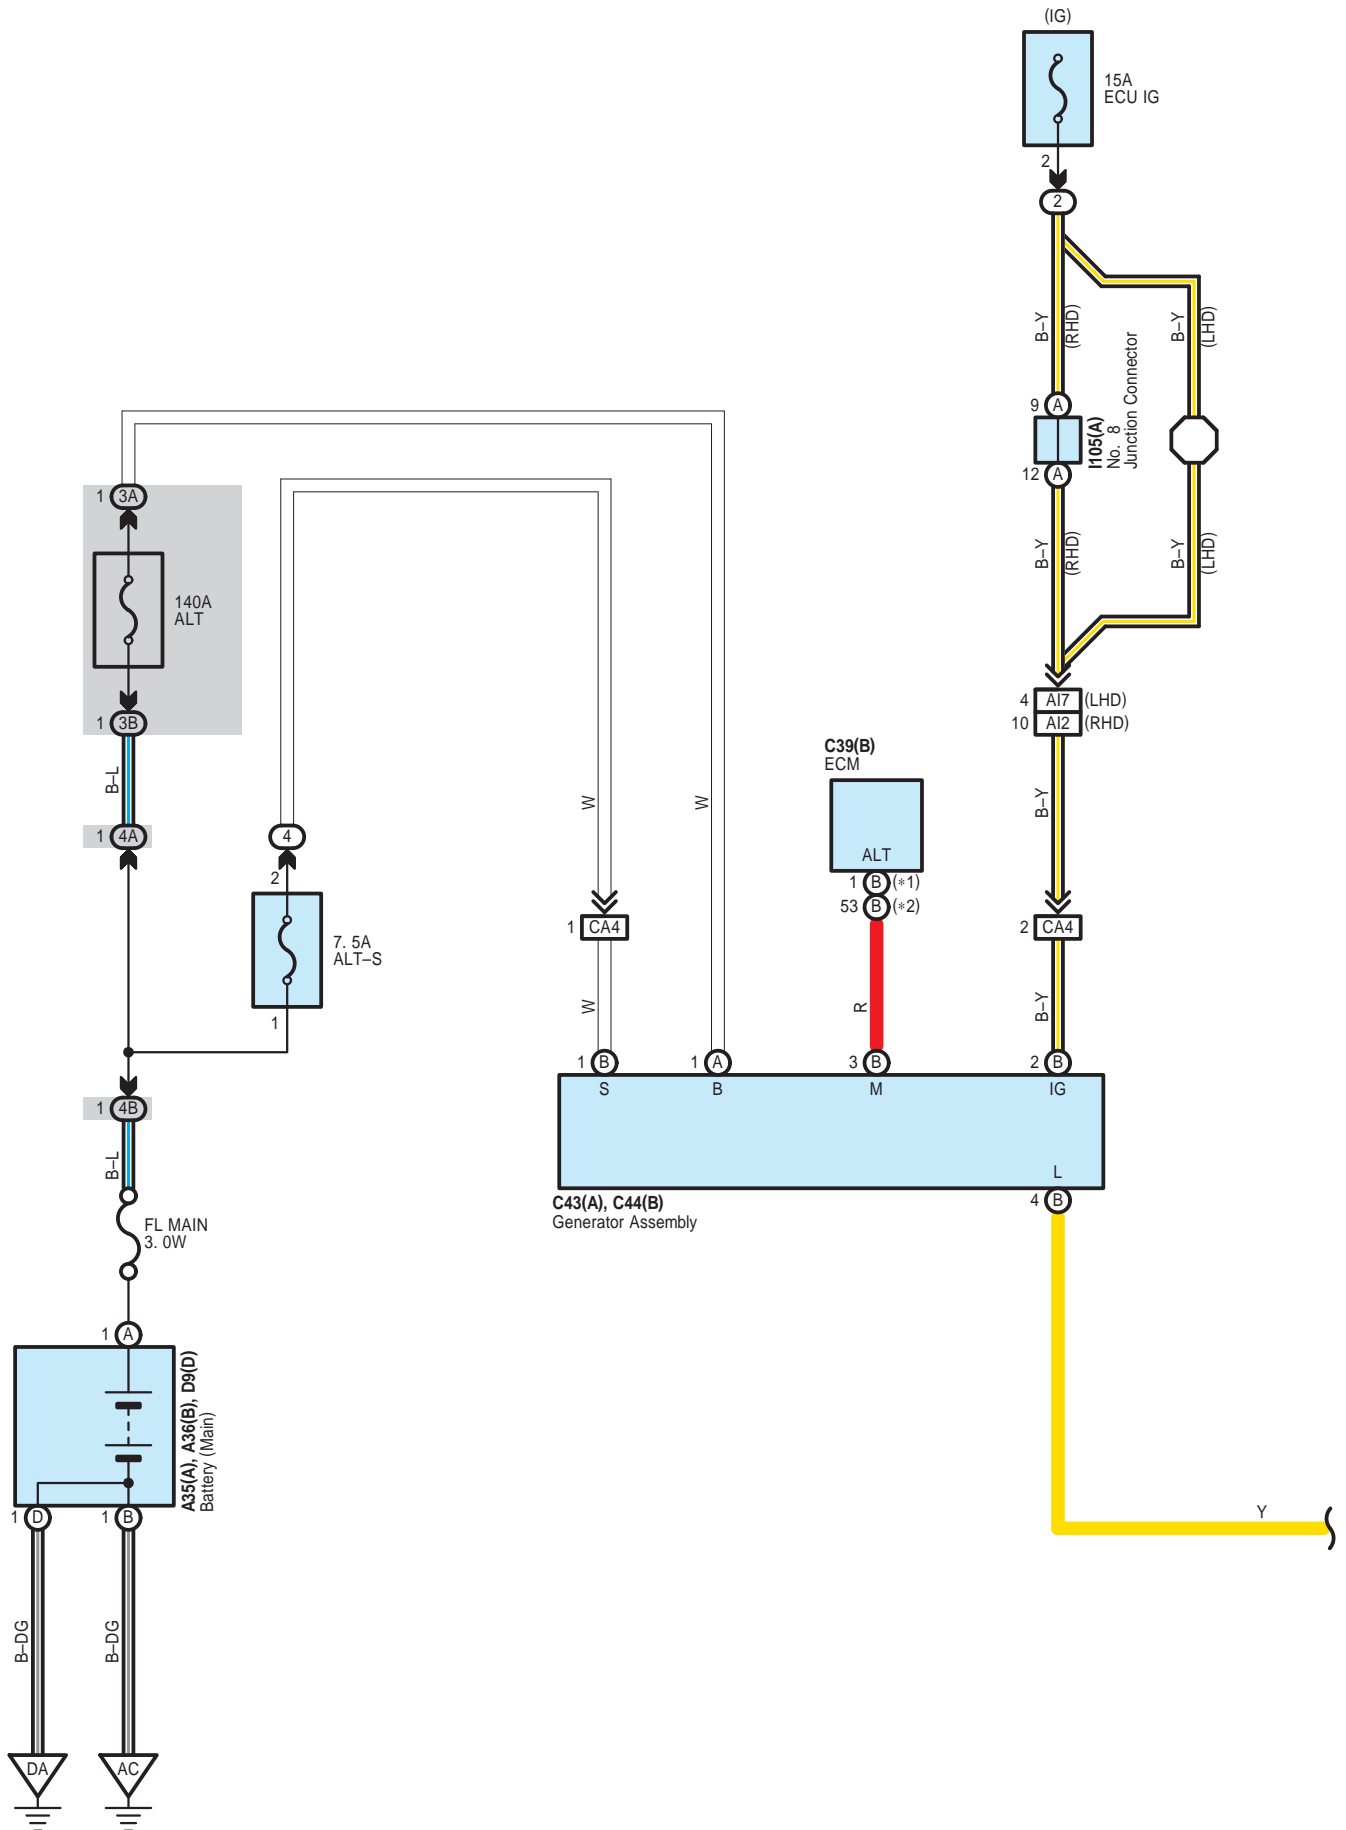 (IG)
15A
ECU IG
2
2
B–Y
(RHD)
B–Y
(LHD)
9 A
I105(A)
No. 8
Junction Connector
12 A
B–Y
(RHD)
B–Y
(LHD)
4 AI7 (LHD)
10 AI2 (RHD)
B–Y
2 CA4
B–Y
1 3A
140A
ALT
1 3B
B–L
1 4A
4
2
7. 5A
ALT–S
1
W
W
1 CA4
W
C39(B)
ECM
ALT
1 B (*1)
53 B (*2)
R
1 B
1 A
3 B
2 B
S
B
M
IG
L
C43(A), C44(B)
Generator Assembly
4 B
Y
1 4B
B–L
FL MAIN
3. 0W
1 A
A35(A), A36(B), D9(D)
Battery (Main)
1 D
1 B
B–DG
B–DG
DA
AC